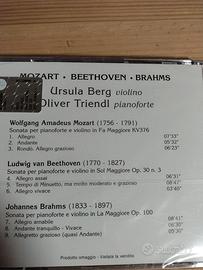 MOZART • BEETHOVEN • BRAHMS
Ursula Berg violino
Oliver Triendl pianoforte
Wolfgang Amadeus Mozart (1756 - 1791)
Sonata per pianoforte e violino in Fa Maggiore KV376
1. Allegro 07'33"
2. Andante 05'32"
3. Rondo. Allegro grazioso 06'23"
Ludwig van Beethoven (1770 - 1827)
Sonata per pianoforte e violino in Sol Maggiore Op. 30 n. 3
4. Allegro assai 06'31"
5. Tempo di Minuetto, ma molto moderato e grazioso 08'47"
6. Allegro vivace 03'40"
Johannes Brahms (1833 - 1897)
Sonata per pianoforte e violino in La Maggiore Op. 100
7. Allegro amabile 08'41"
8. Andante tranquillo - Vivace 06'30"
9. Allegretto grazioso (quasi Andante)
Prodotto omaggio - Vietata la vendita